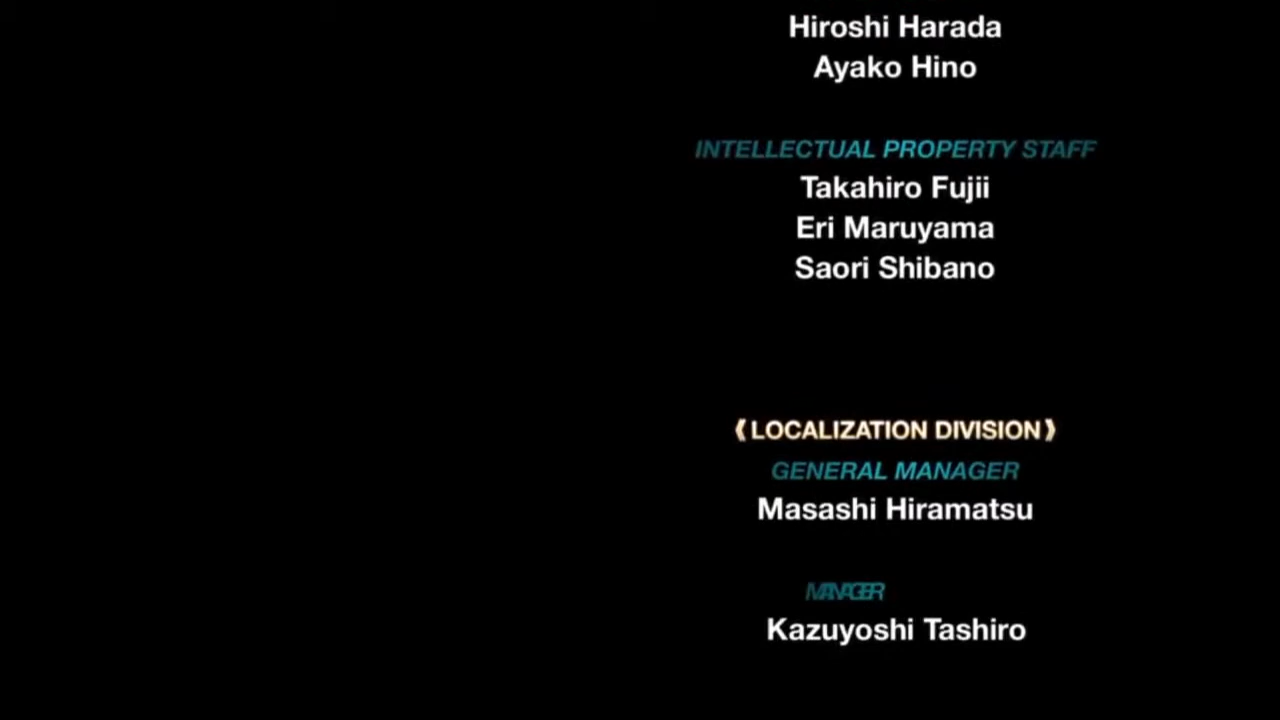 Hiroshi Harada
Ayako Hino
INTELLECTUAL PROPERTY STAFF
Takahiro Fujii
Eri Maruyama
Saori Shibano
《LOCALIZATION DIVISION》
GENERAL MANAGER
Masashi Hiramatsu
MANAGER
Kazuyoshi Tashiro